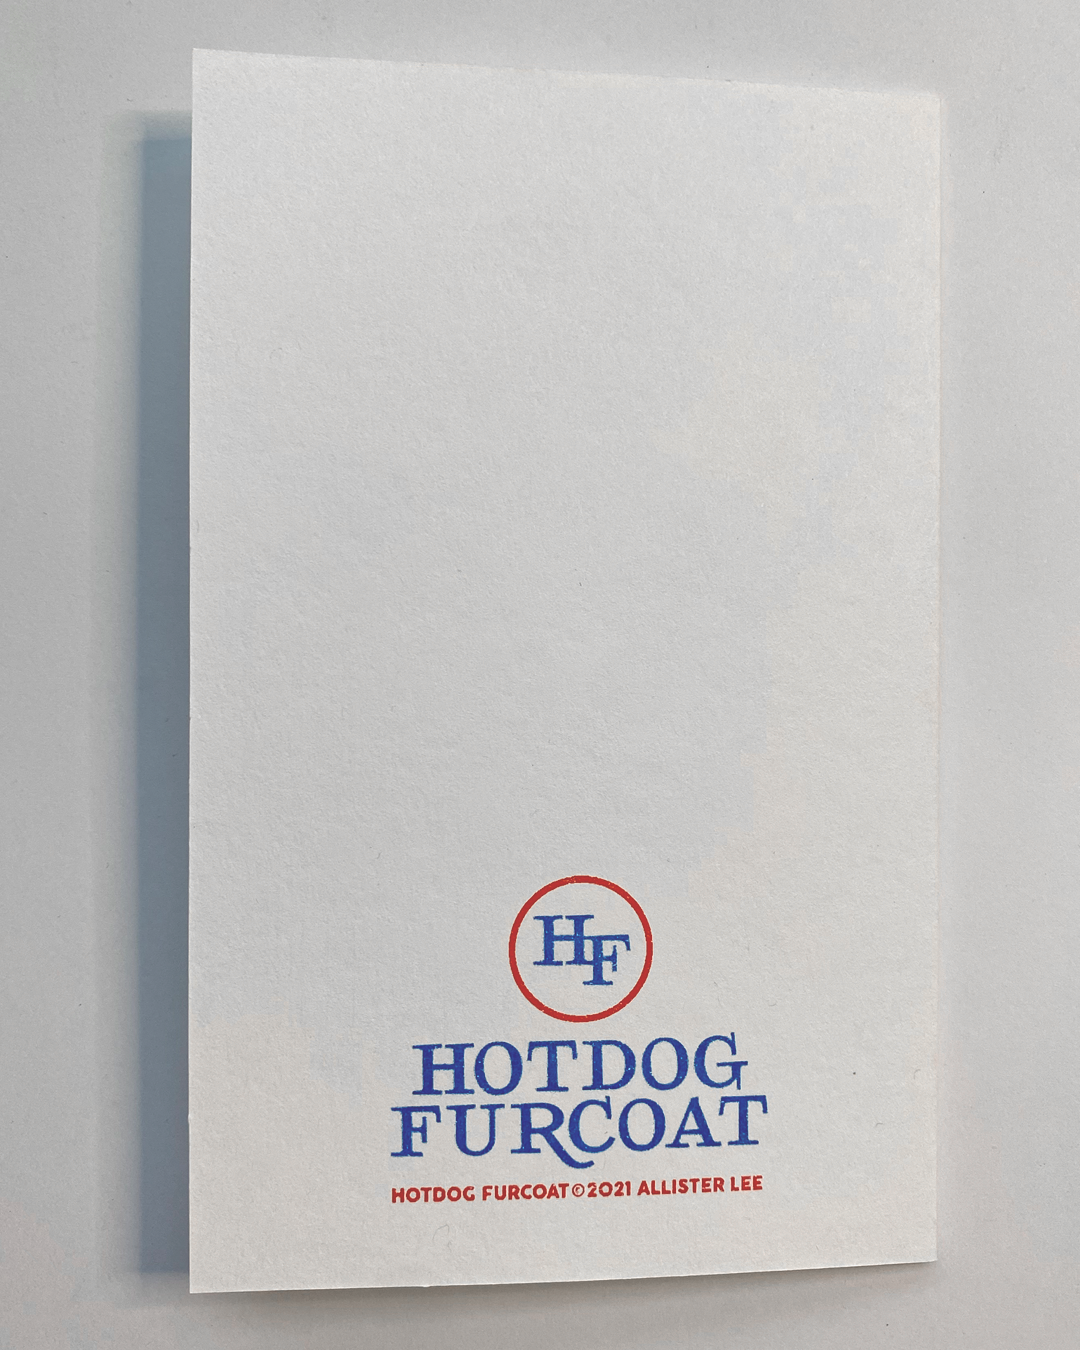 HF
HOTDOG
FURCOAT
HOTDOG FURCOAT © 2021 ALLISTER LEE